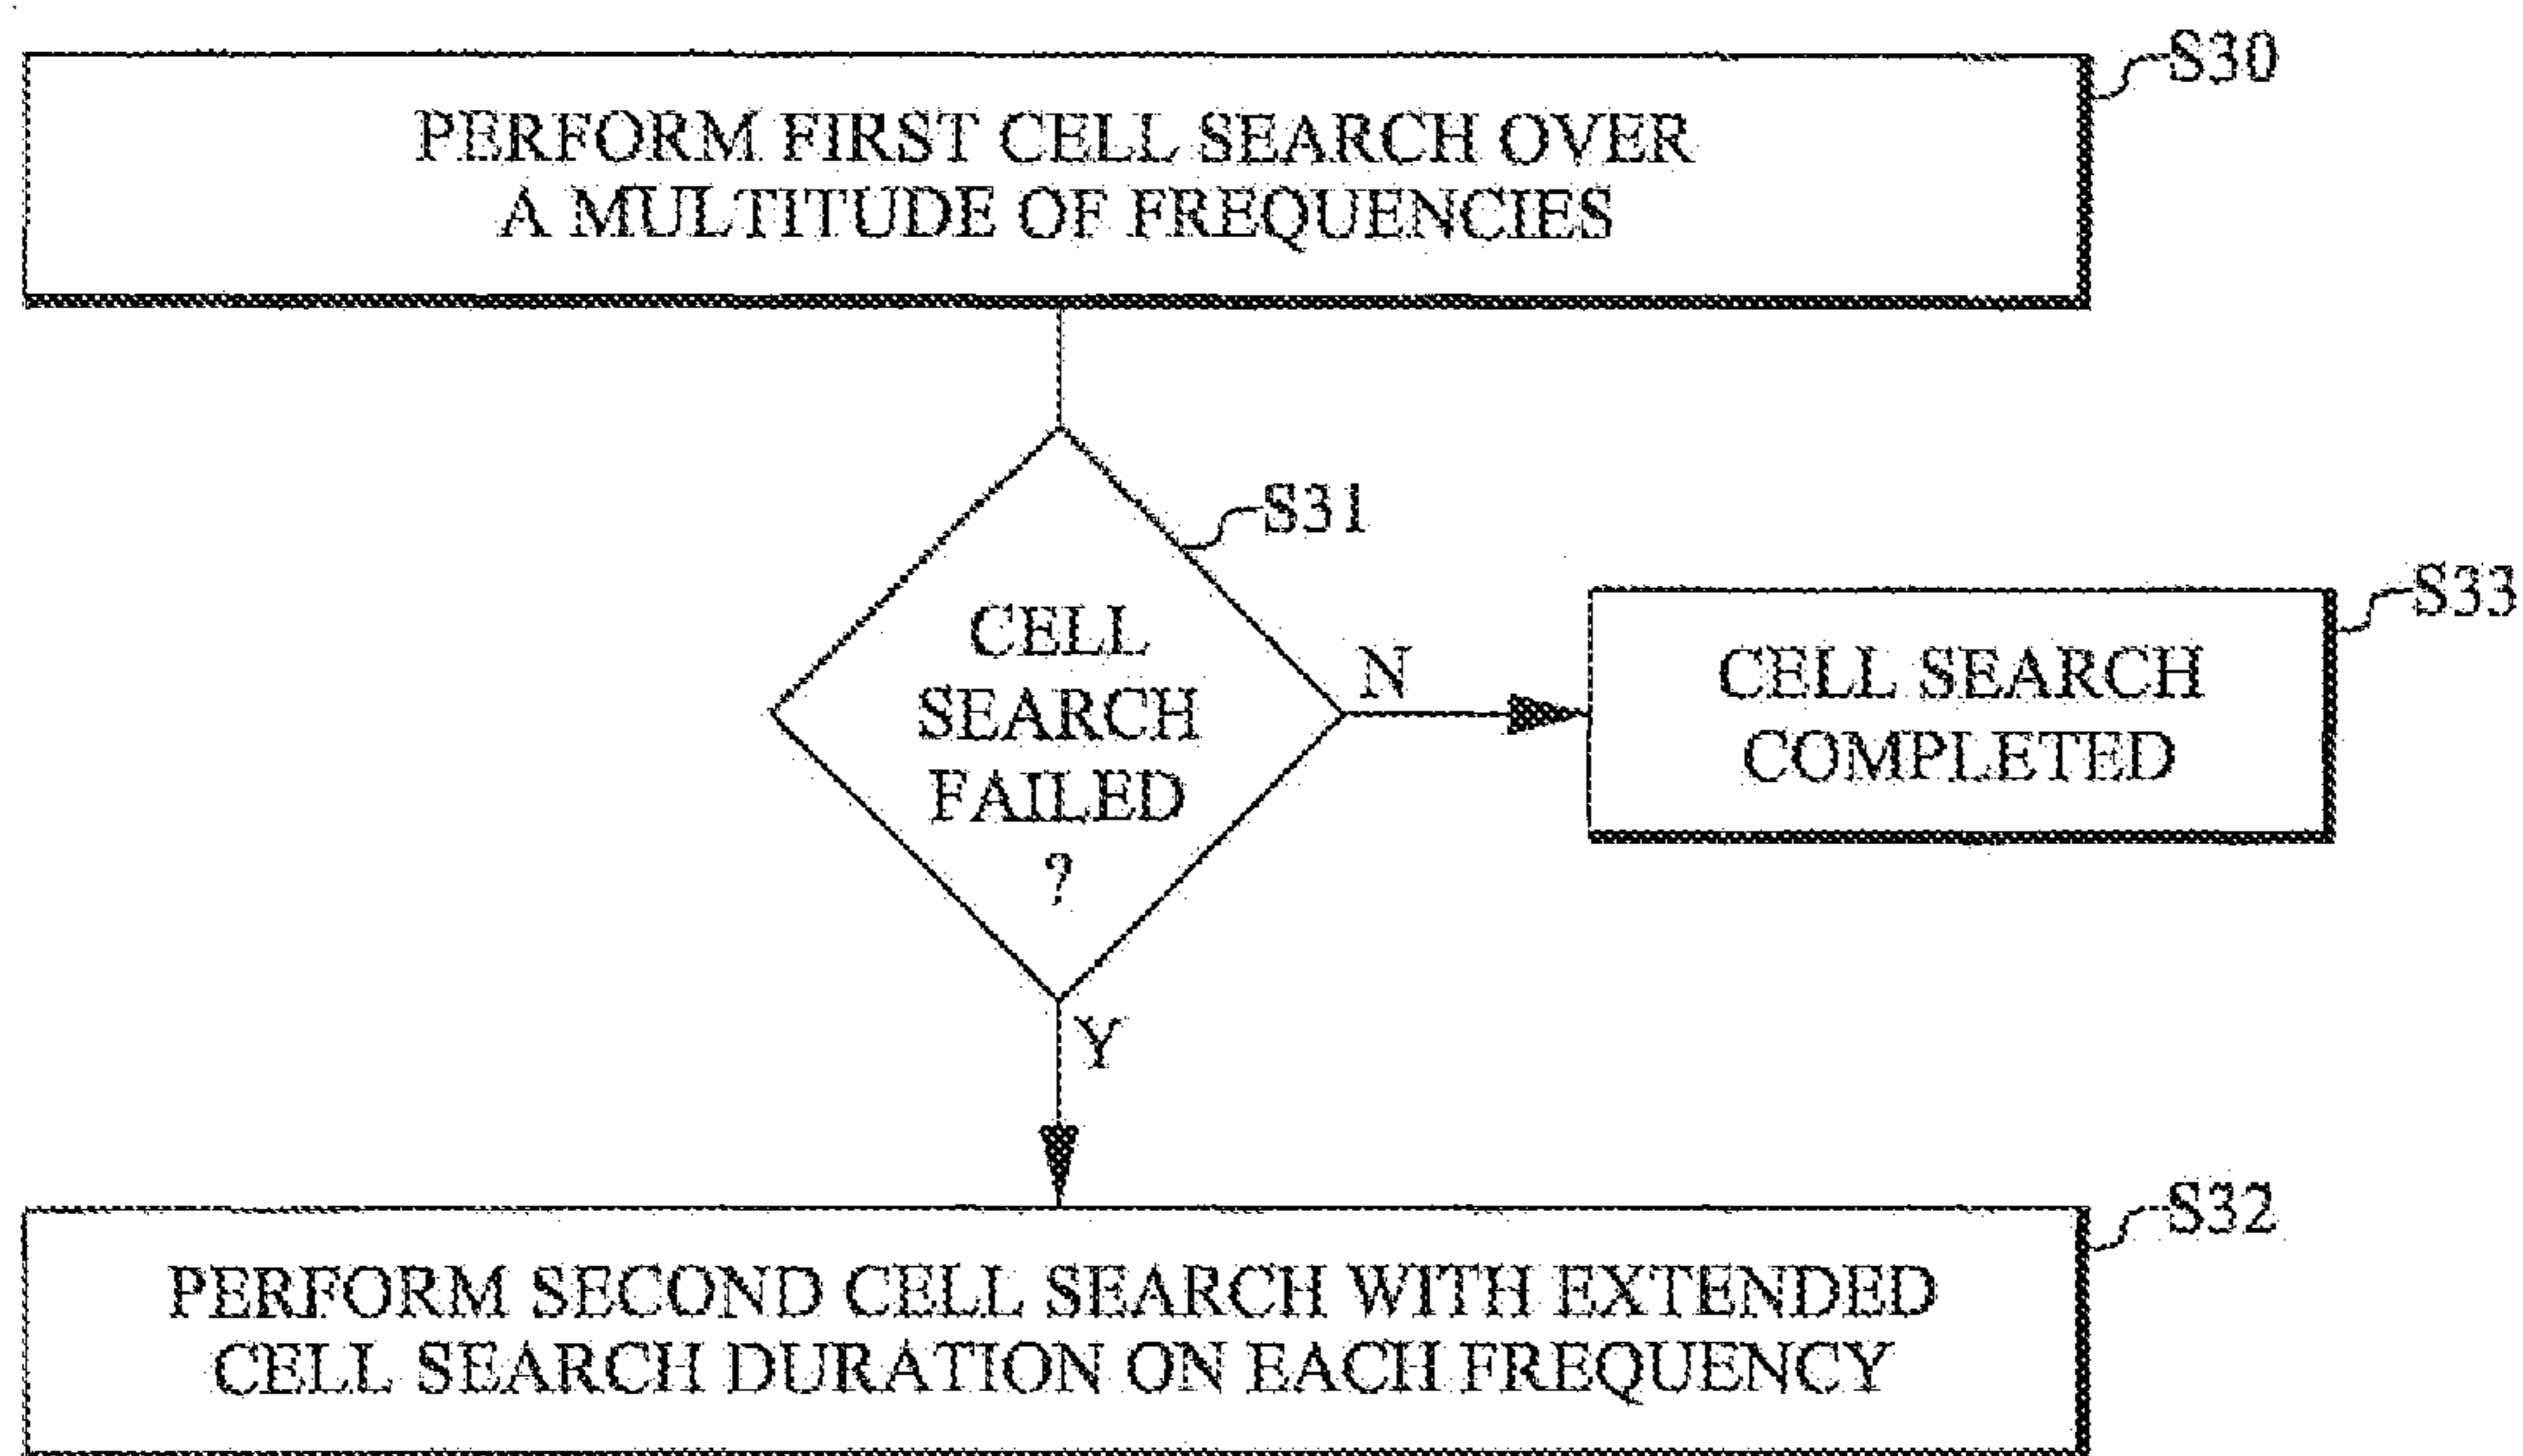 S30
PERFORM FIRST CELL SEARCH OVER
A MULTITUDE OF FREQUENCIES
S31
CELL
SEARCH
FAILED
?
N
S33
CELL SEARCH
COMPLETED
Y
S32
PERFORM SECOND CELL SEARCH WITH EXTENDED
CELL SEARCH DURATION ON EACH FREQUENCY